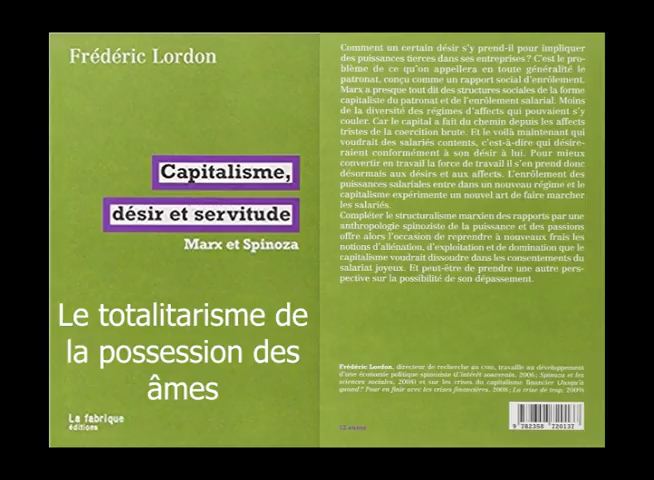 Frédéric Lordon
Capitalisme,
désir et servitude
Marx et Spinoza
Le totalitarisme de
la possession des
âmes
La fabrique
éditions
Comment un certain désir s'y prend-il pour impliquer
des puissances tierces dans ses entreprises ? C'est le pro-
blème de ce qu'on appellera en toute généralité le
patronat, conçu comme un rapport social d'enrôlement.
Marx a presque tout dit des structures sociales de la forme
capitaliste du patronat et de l'enrôlement salarial. Moins
de la diversité des régimes d'affects qui pouvaient s'y
couler. Car le capital a fait du chemin depuis les affects
tristes de la coercition brute. Et le voilà maintenant qui
voudrait des salariés contents, c'est-à-dire qui désire-
raient conformément à son désir à lui. Pour mieux
convertir en travail la force de travail il s'en prend donc
désormais aux désirs et aux affects. L'enrôlement des
puissances salariales entre dans un nouveau régime et le
capitalisme expérimente un nouvel art de faire marcher
les salariés.
Compléter le structuralisme marxien des rapports par une
anthropologie spinoziste de la puissance et des passions
offre alors l'occasion de reprendre à nouveaux frais les
notions d'aliénation, d'exploitation et de domination que le
capitalisme voudrait dissoudre dans les consentements du
salariat joyeux. Et peut-être de prendre une autre pers-
pective sur la possibilité de son dépassement.
Frédéric Lordon, directeur de recherche au CNRS, travaille au développement
d'une économie politique spinoziste (L'Intérêt souverain, 2006 ; Spinoza et les
sciences sociales, 2008) et sur les crises du capitalisme financier (Jusqu'à
quand ? Pour en finir avec les crises financières, 2008 ; La crise de trop, 2009)
9 782358 720137